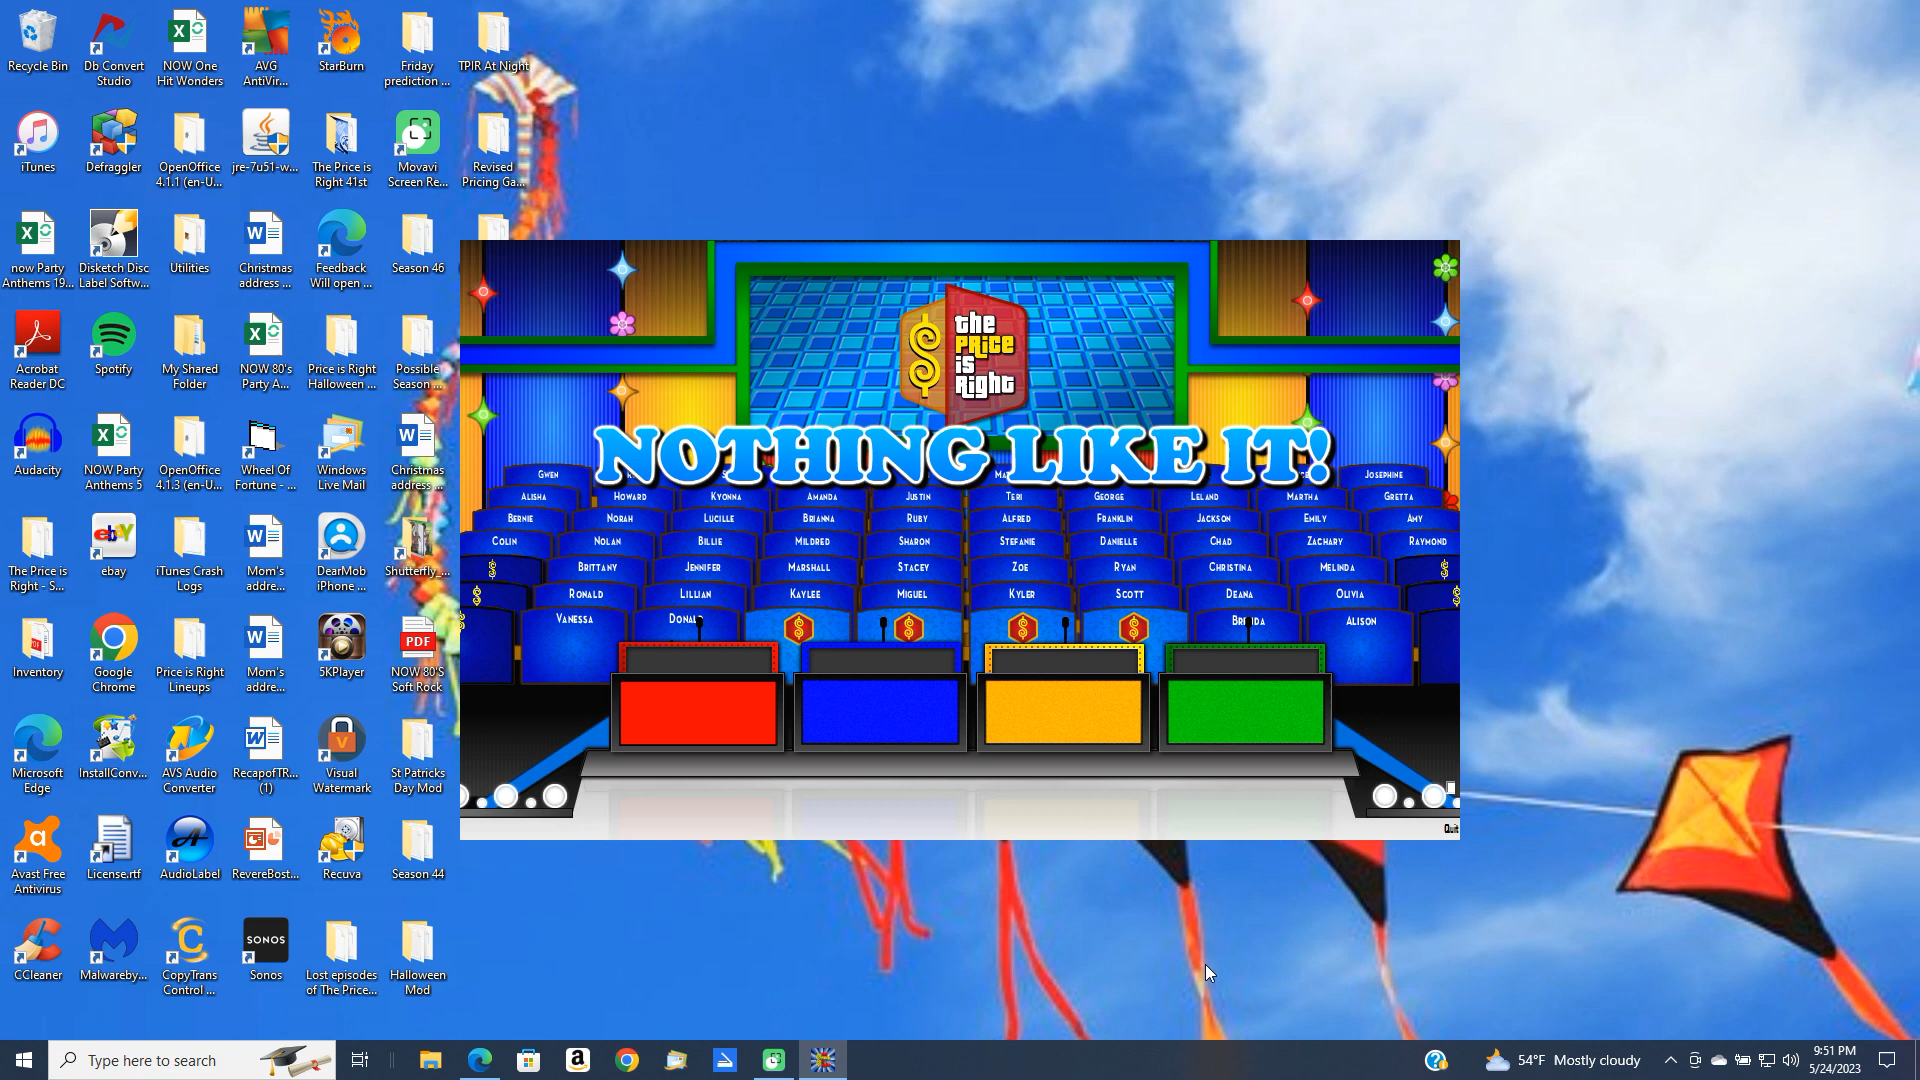 Recycle Bin
Db Convert
Studio
NOW One
Hit Wonders
AVG
AntiVir...
StarBurn
Friday
prediction ...
TPIR At Night
iTunes
Defraggler
OpenOffice
4.1.1 (en-U...
jre-7u51-w...
The Price is
Right 41st
Movavi
Screen Re...
Revised
Pricing Ga...
now Party
Anthems 19...
Disketch Disc
Label Softw...
Utilities
Christmas
address ...
Feedback
Will open ...
Season 46
Acrobat
Reader DC
Spotify
My Shared
Folder
NOW 80's
Party A...
Price is Right
Halloween ...
Possible
Season ...
Audacity
NOW Party
Anthems 5
OpenOffice
4.1.3 (en-U...
Wheel Of
Fortune - ...
Windows
Live Mail
Christmas
address ...
The Price is
Right - S...
ebay
iTunes Crash
Logs
Mom's
addre...
DearMob
iPhone ...
Shutterfly_...
Inventory
Google
Chrome
Price is Right
Lineups
Mom's
addre...
5KPlayer
PDF
NOW 80'S
Soft Rock
Microsoft
Edge
InstallConv...
AVS Audio
Converter
RecapofTR...
(1)
Visual
Watermark
St Patricks
Day Mod
Avast Free
Antivirus
License.rtf
AudioLabel
RevereBost...
Recuva
Season 44
CCleaner
Malwareby...
CopyTrans
Control ...
SONOS
Sonos
Lost episodes
of The Price...
Halloween
Mod
the
PRice
is
Right
NOTHING LIKE IT!
GWEN
JOSEPHINE
ALISHA HOWARD KYONNA AMANDA JUSTIN TERI GEORGE LELAND MARTHA GRETTA
BERNIE NORAH LUCILLE BRIANNA RUBY ALFRED FRANKLIN JACKSON EMILY AMY
COLIN NOLAN BILLIE MILDRED SHARON STEFANIE DANIELLE CHAD ZACHARY RAYMOND
BRITTANY JENNIFER MARSHALL STACEY ZOE RYAN CHRISTINA MELINDA
RONALD LILLIAN KAYLEE MIGUEL KYLER SCOTT DEANA OLIVIA
VANESSA DONALD BRENDA ALISON
Quit
Type here to search
54°F Mostly cloudy
9:51 PM
5/24/2023